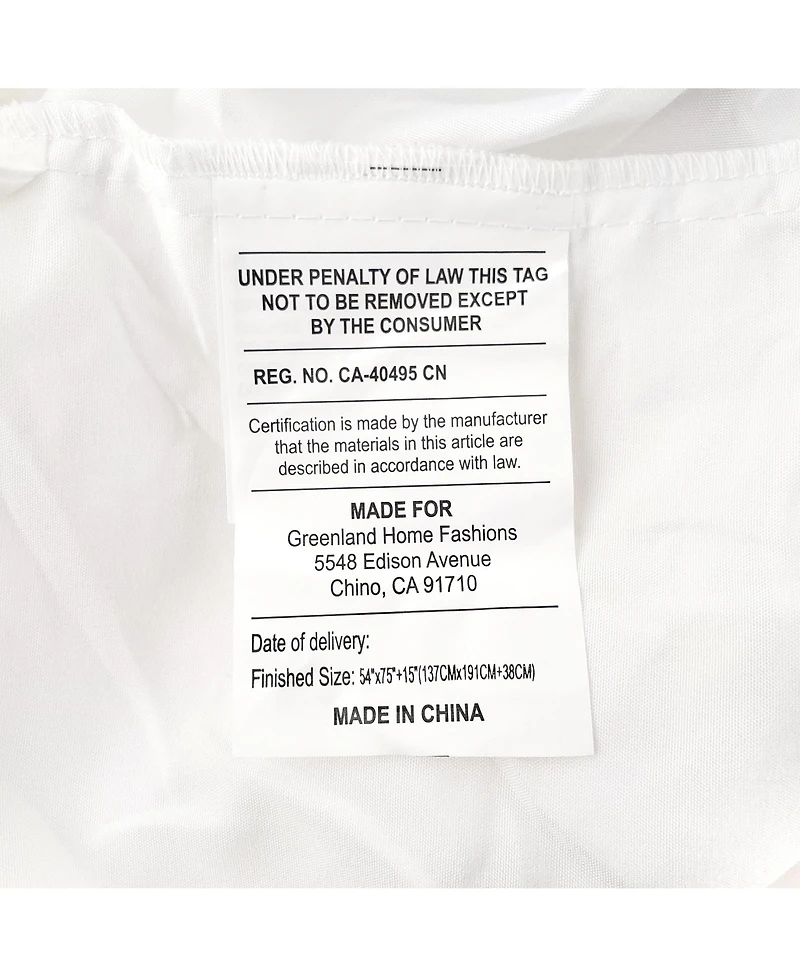 UNDER PENALTY OF LAW THIS TAG
NOT TO BE REMOVED EXCEPT
BY THE CONSUMER
REG. NO. CA-40495 CN
Certification is made by the manufacturer
that the materials in this article are
described in accordance with law.
MADE FOR
Greenland Home Fashions
5548 Edison Avenue
Chino, CA 91710
Date of delivery:
Finished Size: 54"x75"+15"(137CMx191CM+38CM)
MADE IN CHINA